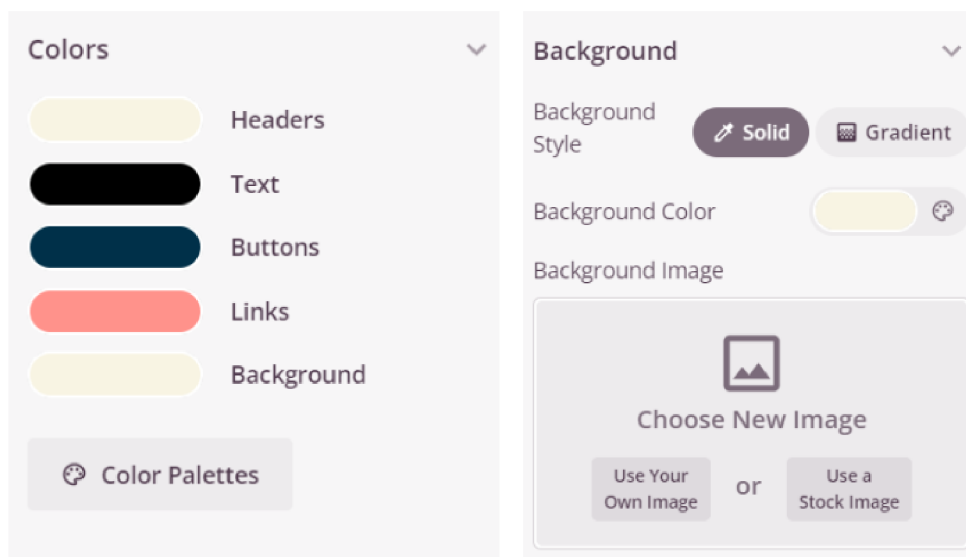 Colors
Headers
Text
Buttons
Links
Background
Color Palettes
Background
Background
Style
Solid
Gradient
Background Color
Background Image
Choose New Image
Use Your
Own Image
or
Use a
Stock Image